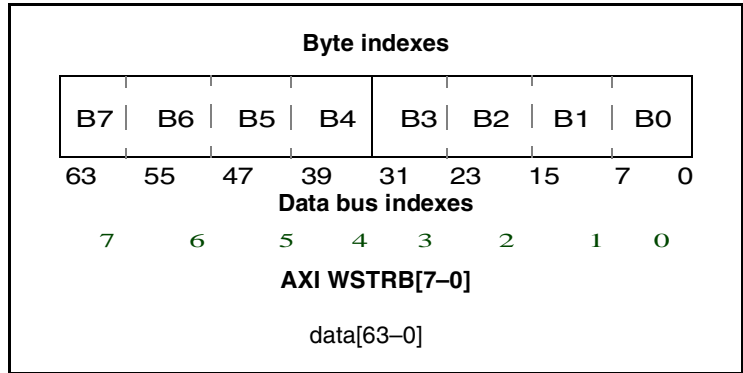 Byte indexes
B7 B6 B5 B4 B3 B2 B1 B0
63 55 47 39 31 23 15 7 0
Data bus indexes
7 6 5 4 3 2 1 0
AXI WSTRB[7–0]
data[63–0]